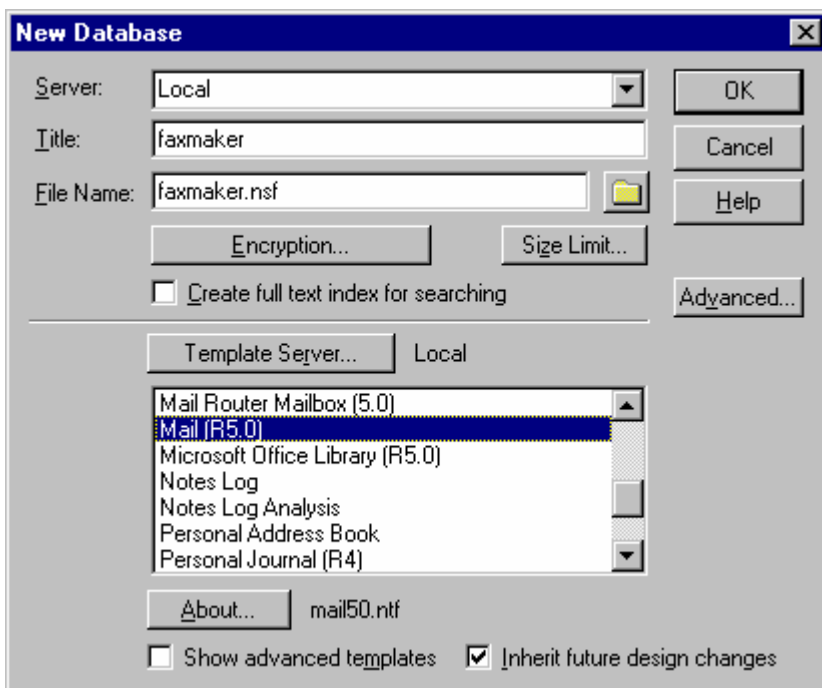 New Database
Server: Local OK
Title: faxmaker Cancel
File Name: faxmaker.nsf Help
Encryption... Size Limit...
Create full text index for searching Advanced...
Template Server... Local
Mail Router Mailbox (5.0)
Mail (R5.0)
Microsoft Office Library (R5.0)
Notes Log
Notes Log Analysis
Personal Address Book
Personal Journal (R4)
About... mail50.ntf
Show advanced templates Inherit future design changes